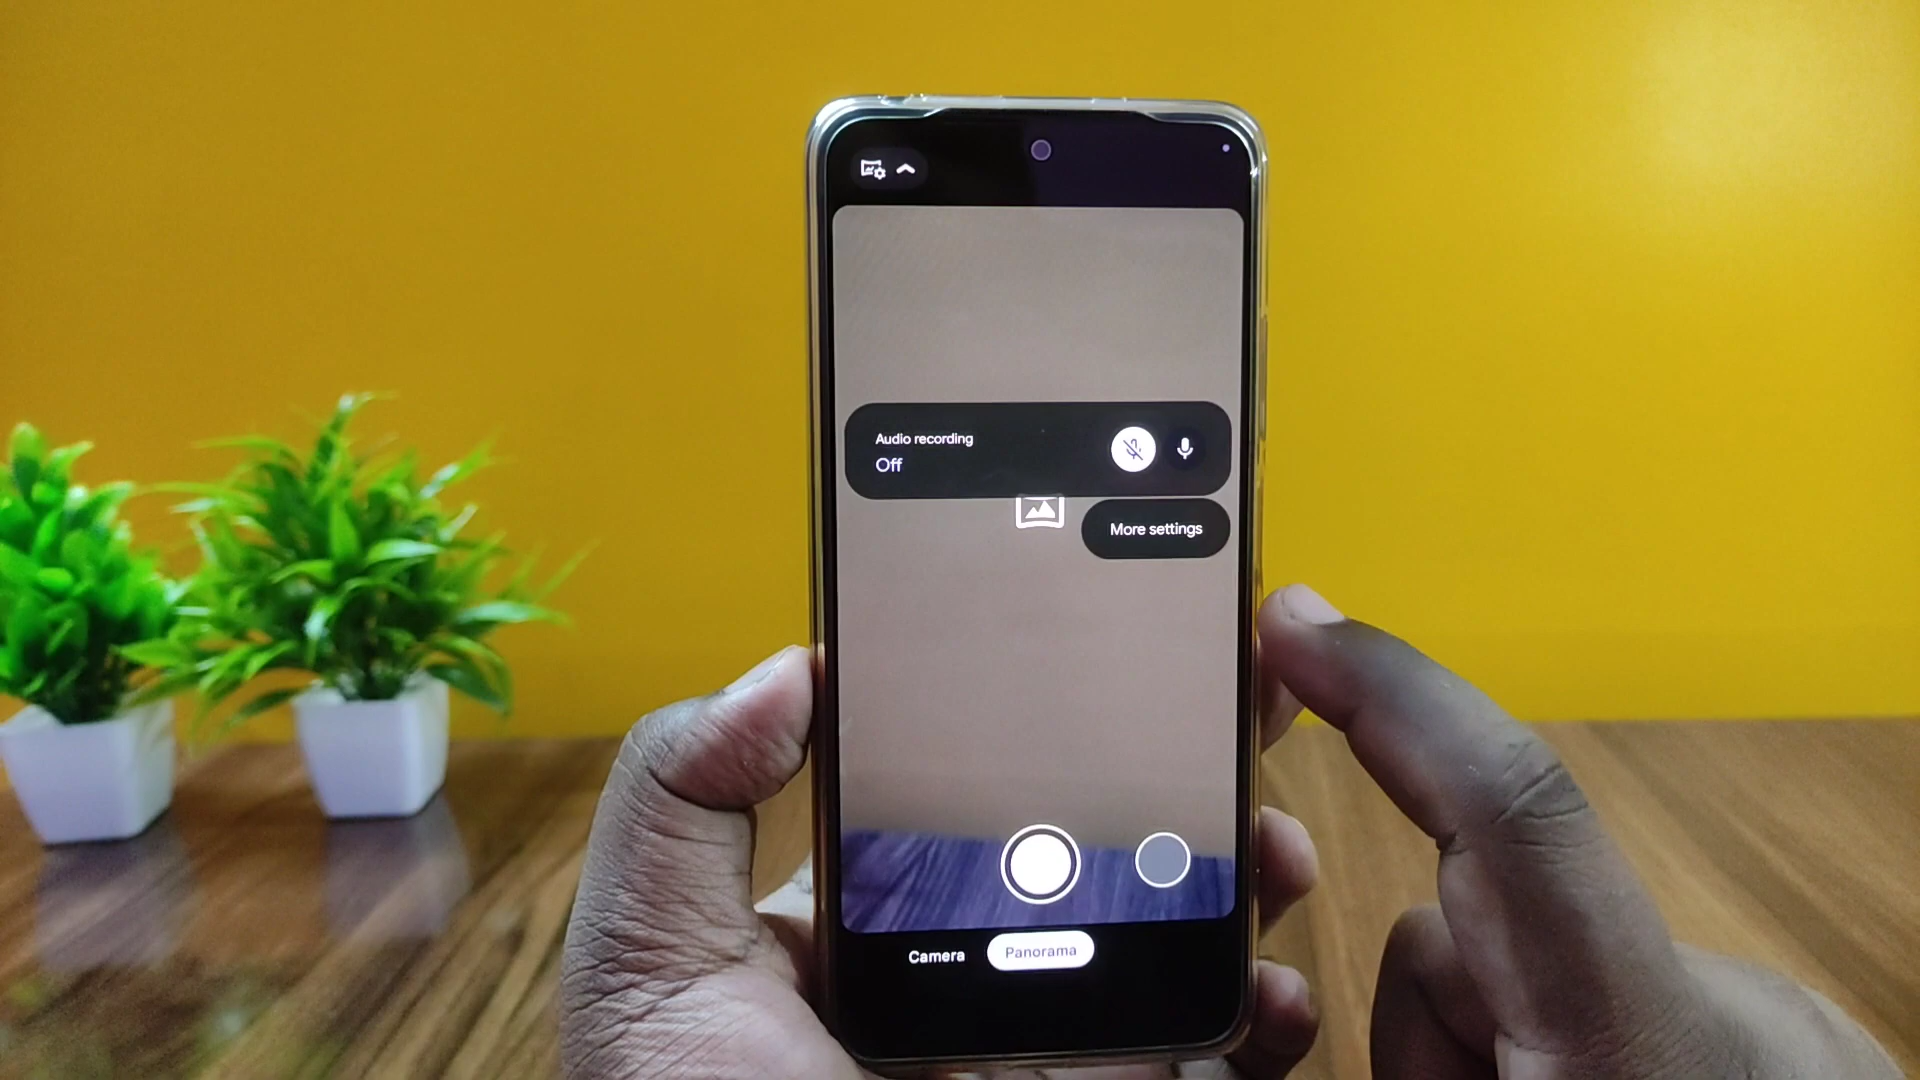 Audio recording
Off
More settings
Camera
Panorama